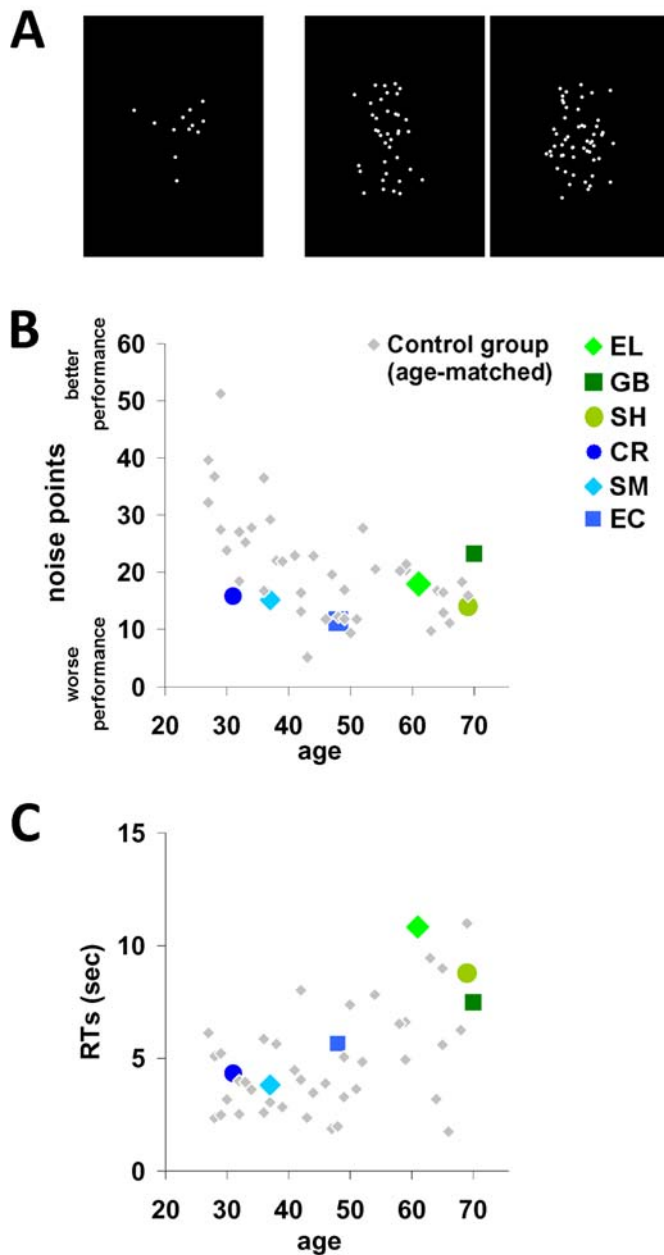 A
B
better
performance
60
50
40
30
20
10
0
noise points
worse
performance
Control group
(age-matched)
EL
GB
SH
CR
SM
EC
20 30 40 50 60 70
age
C
15
10
5
0
RTs (sec)
20 30 40 50 60 70
age